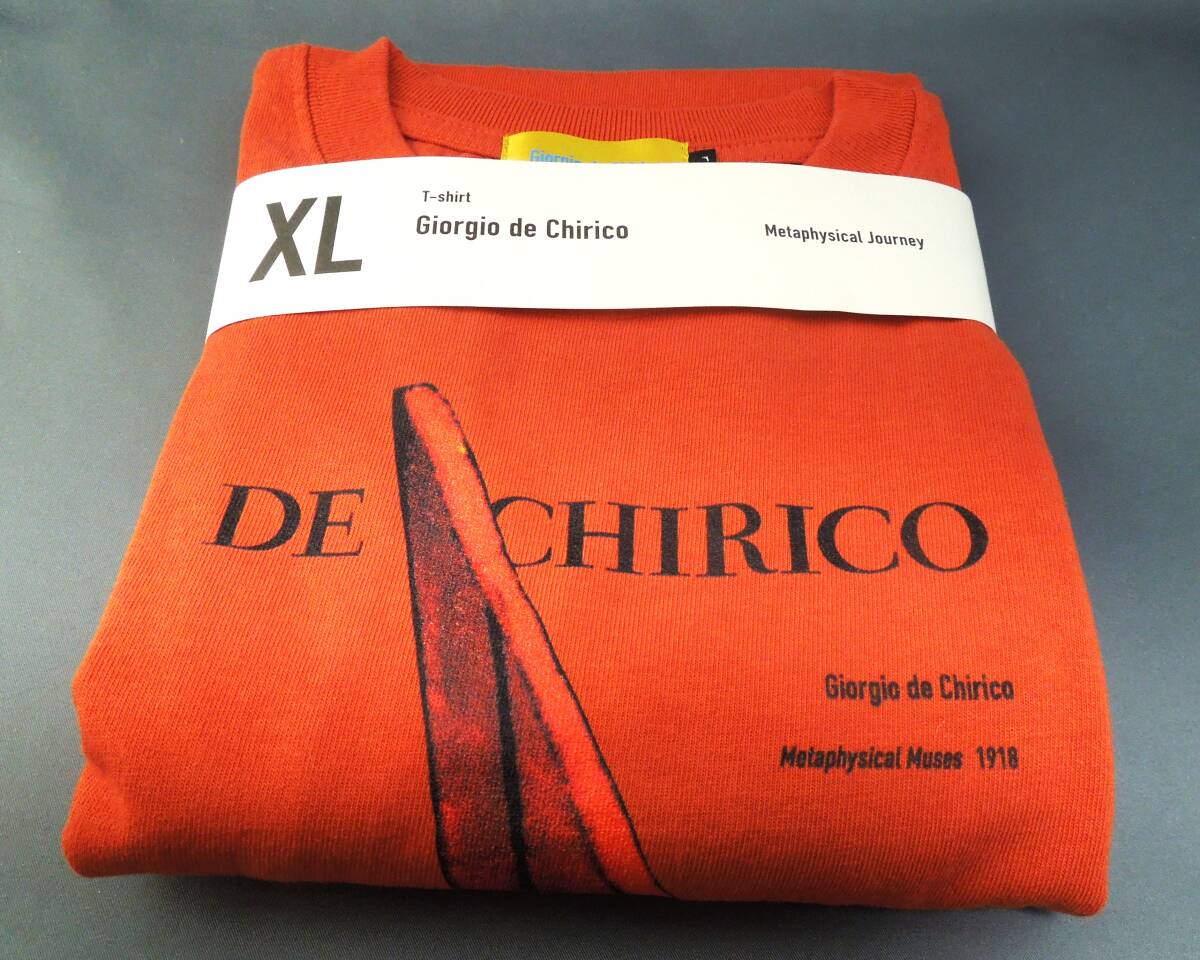 XL
T-shirt
Giorgio de Chirico
Metaphysical Journey
DE CHIRICO
Giorgio de Chirico
Metaphysical Muses 1918